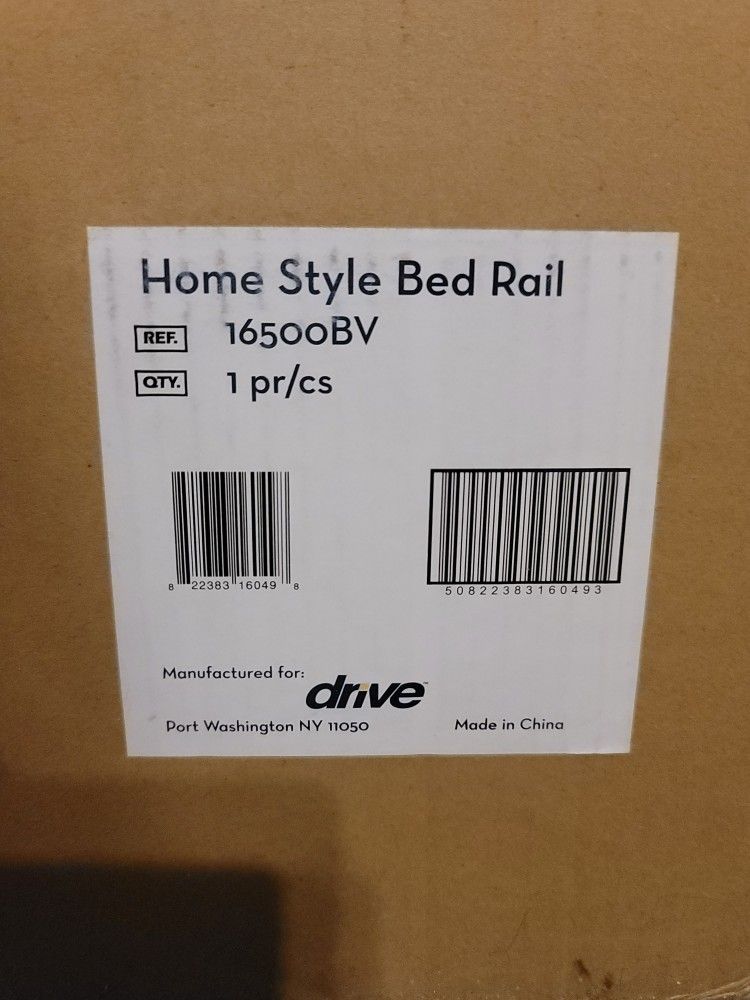 Home Style Bed Rail
REF. 16500BV
QTY. 1 pr/cs
8 22383 16049 8
50822383160493
Manufactured for:
drive™
Port Washington NY 11050
Made in China